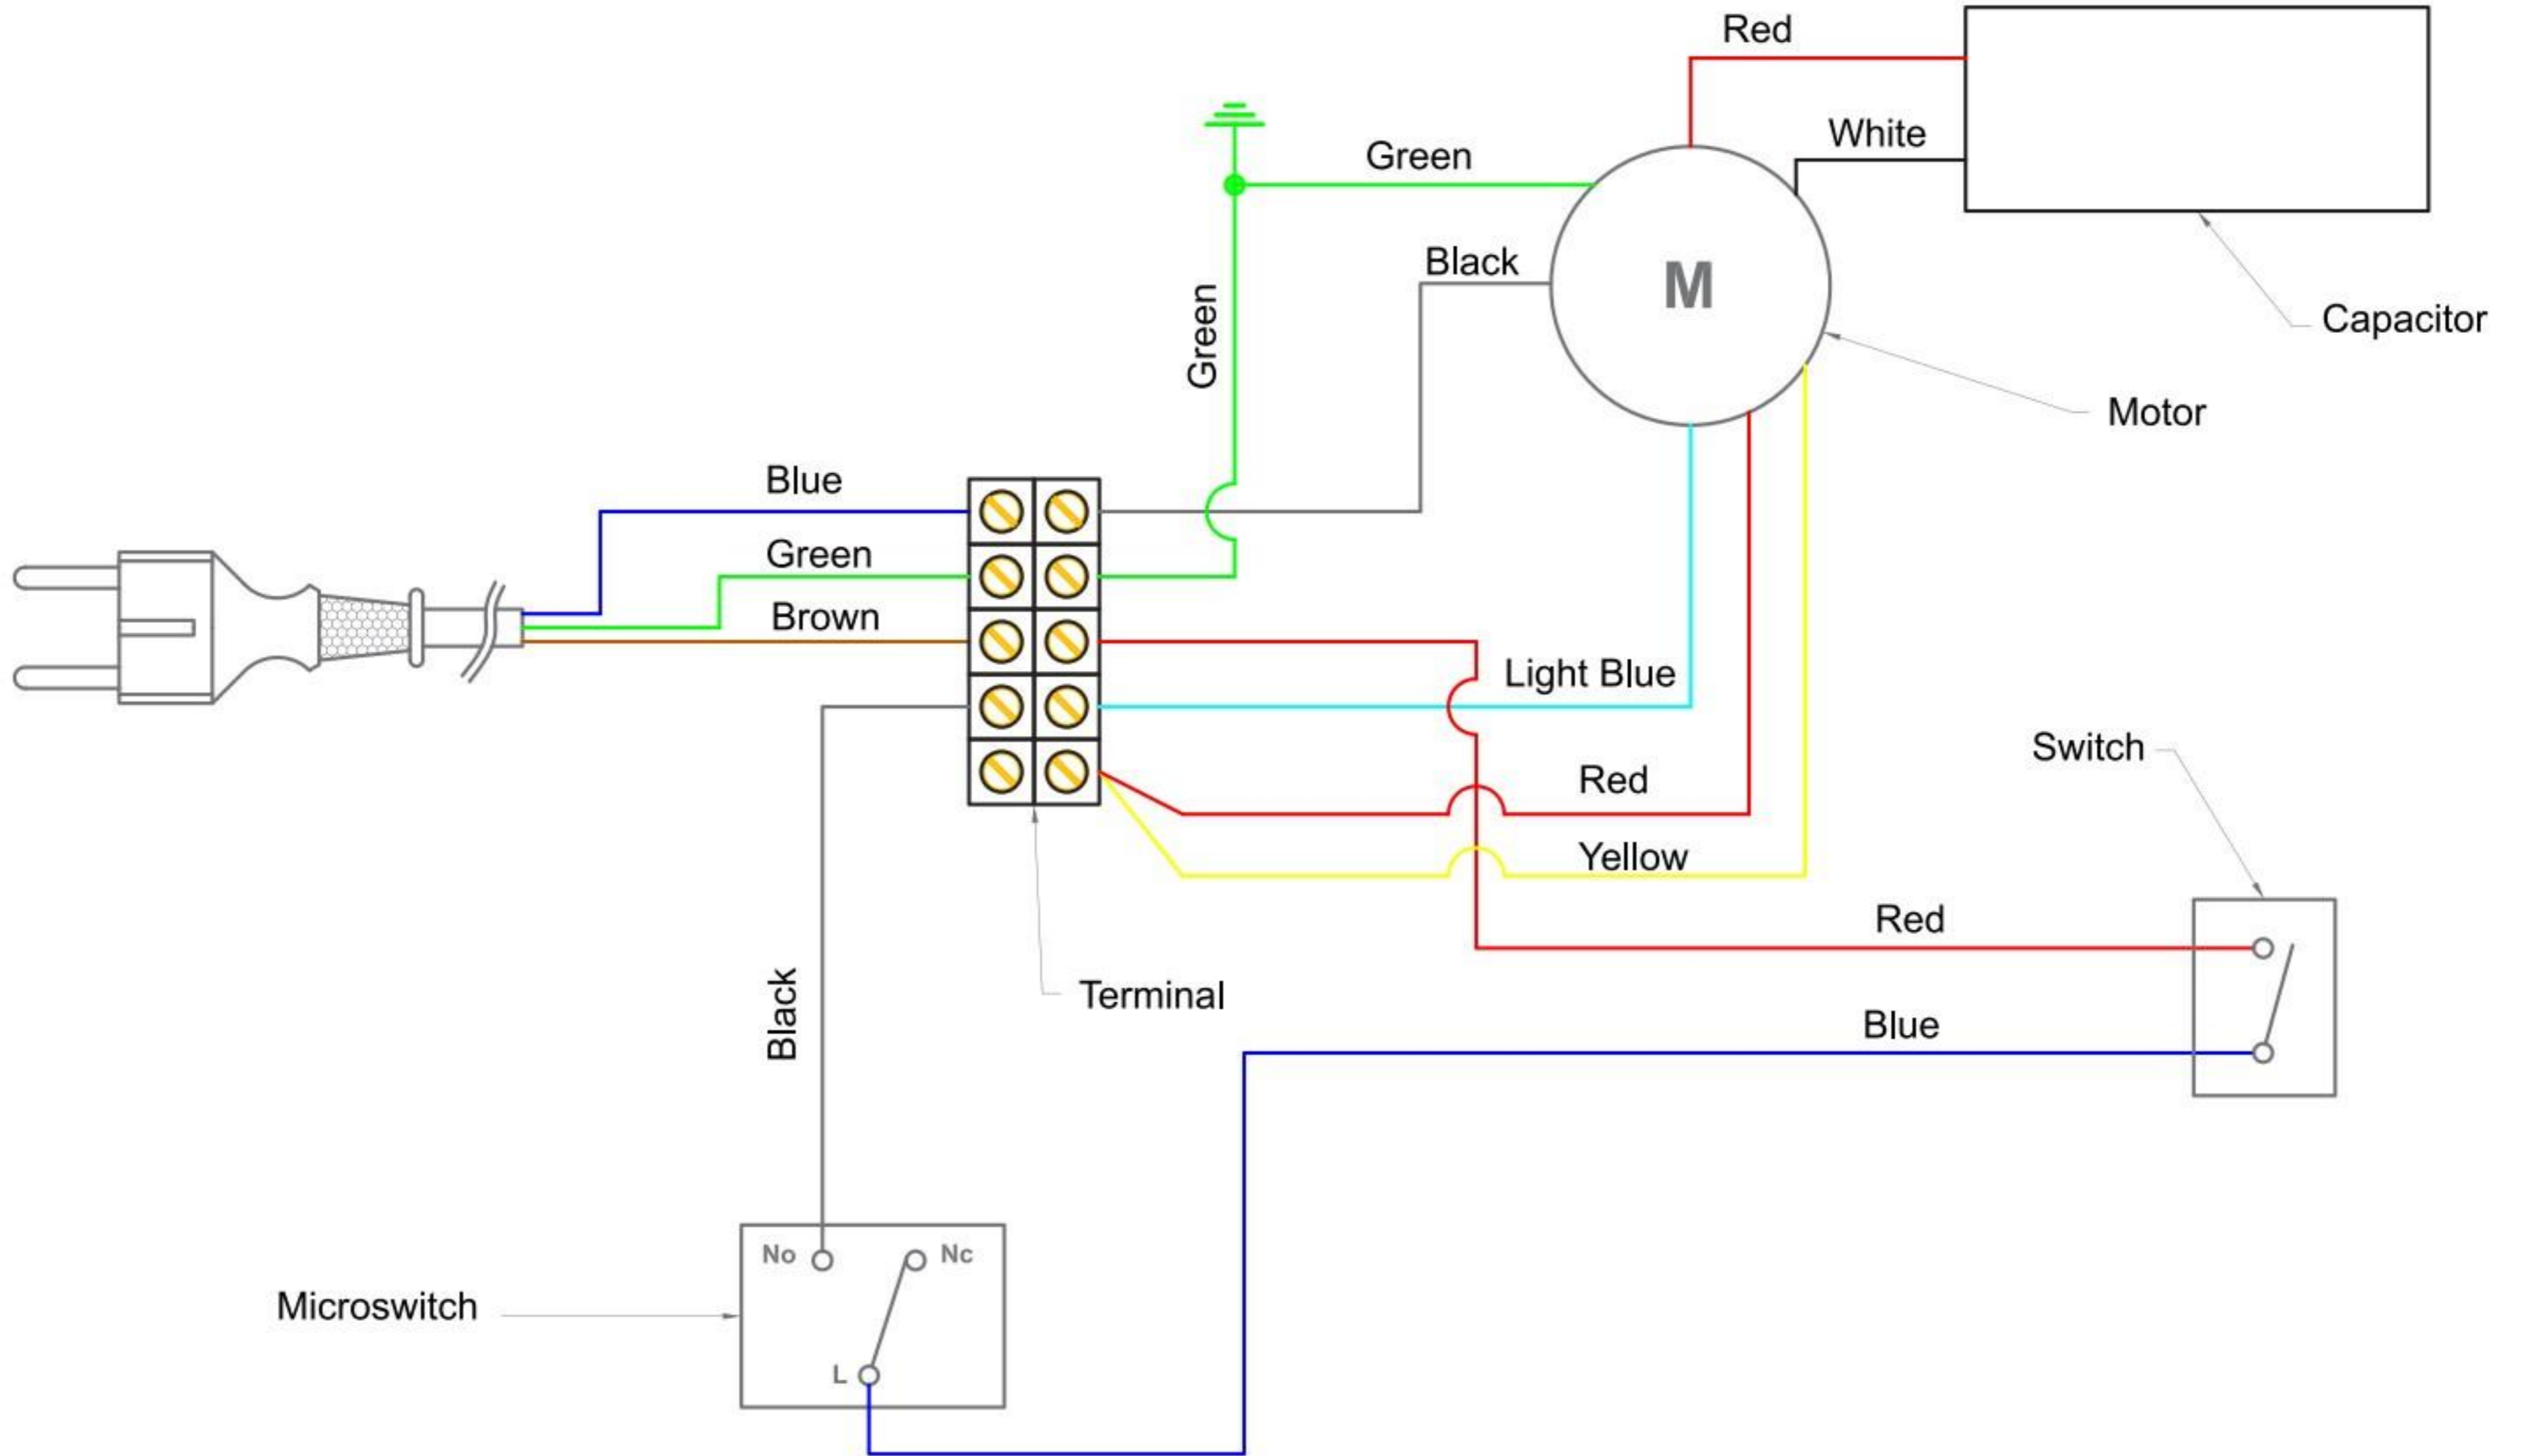 Red
White
Green
Black
M
Capacitor
Green
Motor
Blue
Green
Brown
Light Blue
Switch
Red
Yellow
Red
Terminal
Black
Blue
No
Nc
Microswitch
L